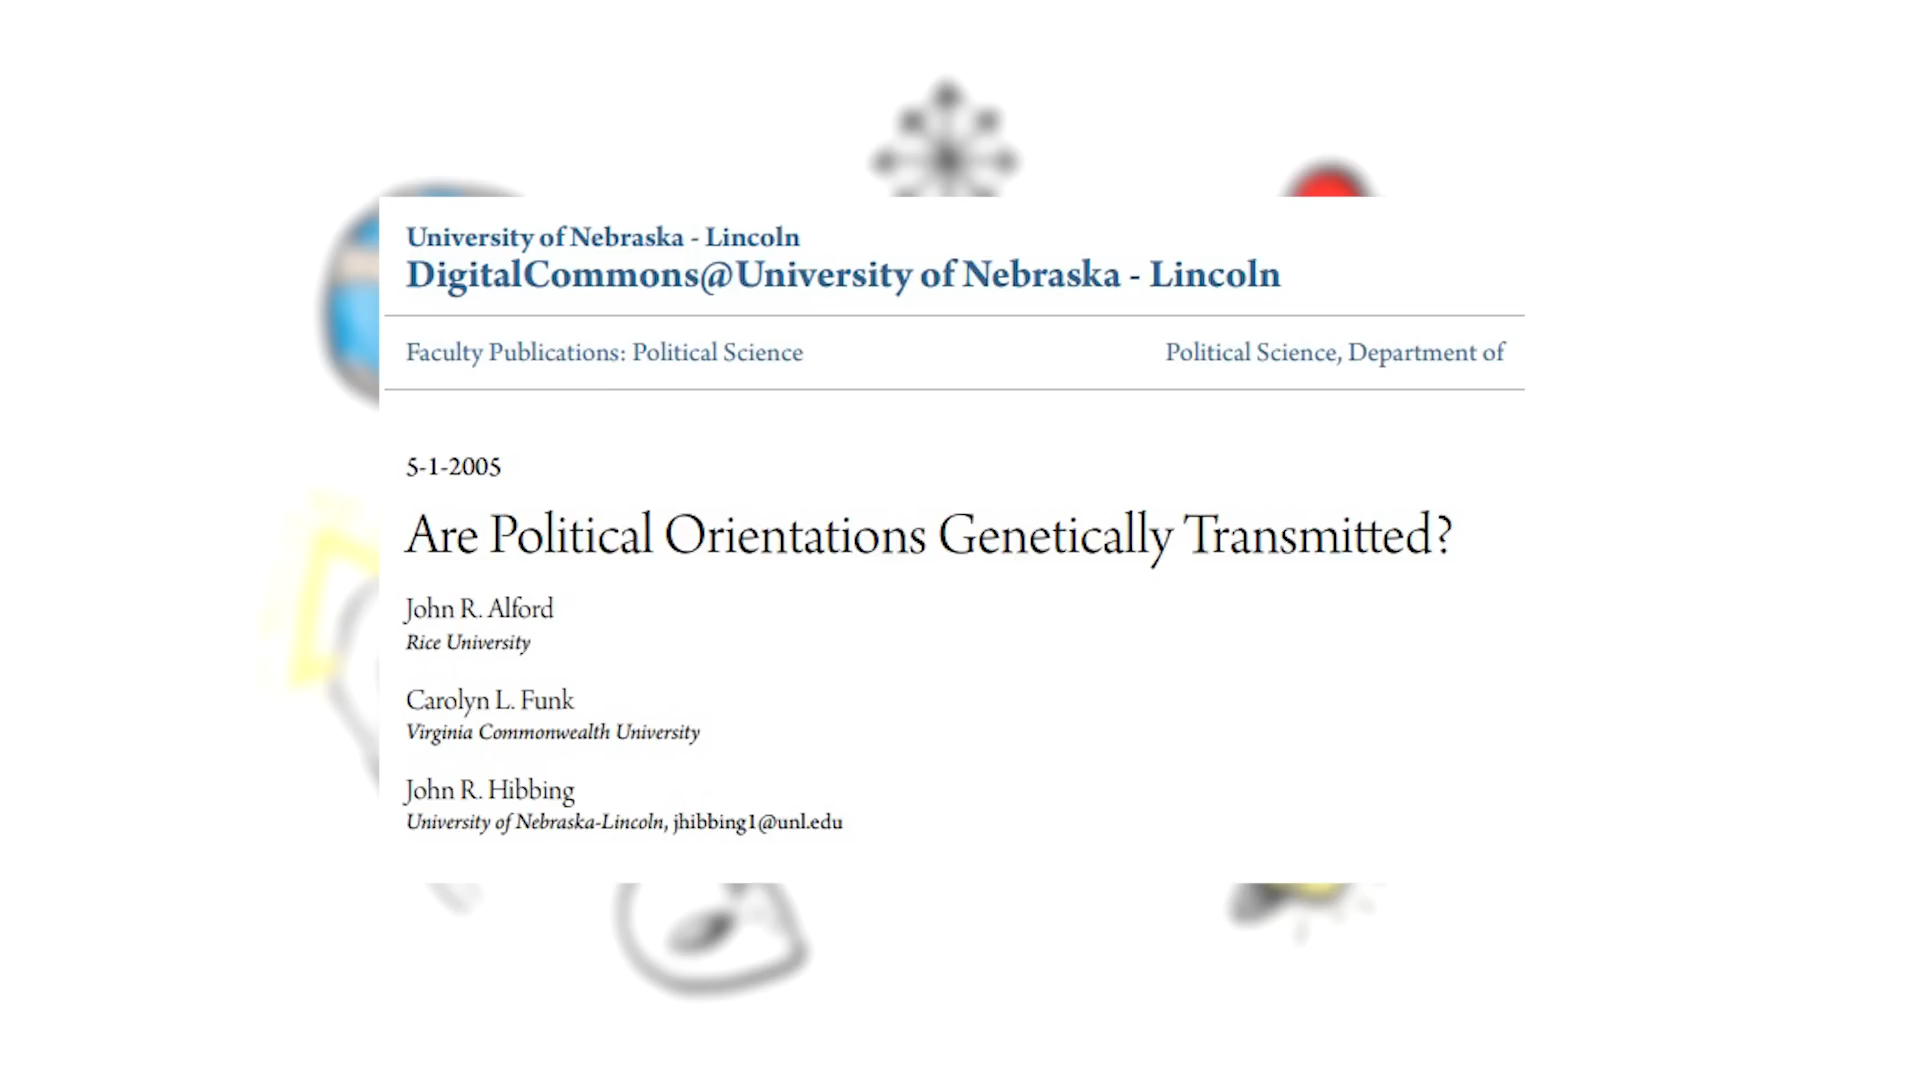 University of Nebraska - Lincoln
DigitalCommons@University of Nebraska - Lincoln
Faculty Publications: Political Science Political Science, Department of
5-1-2005
Are Political Orientations Genetically Transmitted?
John R. Alford
Rice University
Carolyn L. Funk
Virginia Commonwealth University
John R. Hibbing
University of Nebraska-Lincoln, jhibbing1@unl.edu